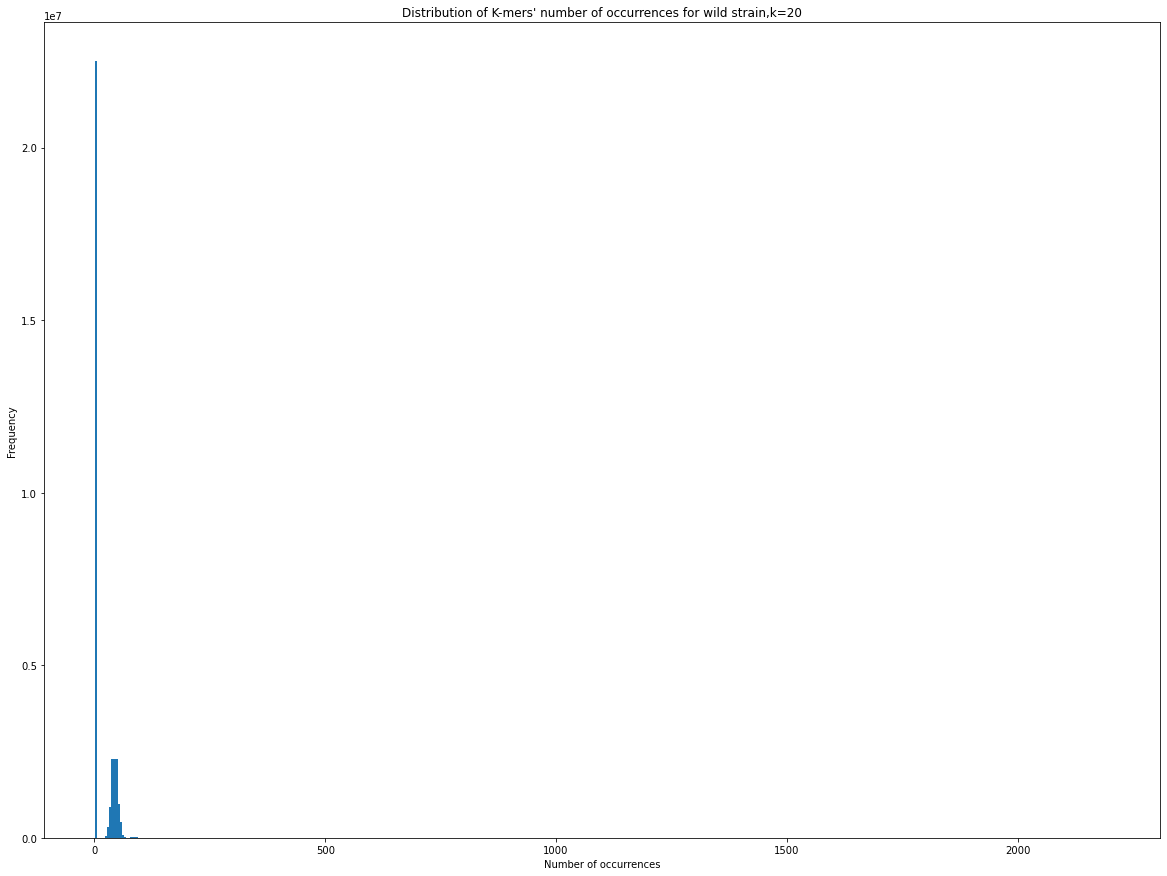 Distribution of K-mers' number of occurrences for wild strain,k=20
1e7
2.0
1.5
1.0
0.5
0.0
Frequency
0 500 1000 1500 2000
Number of occurrences